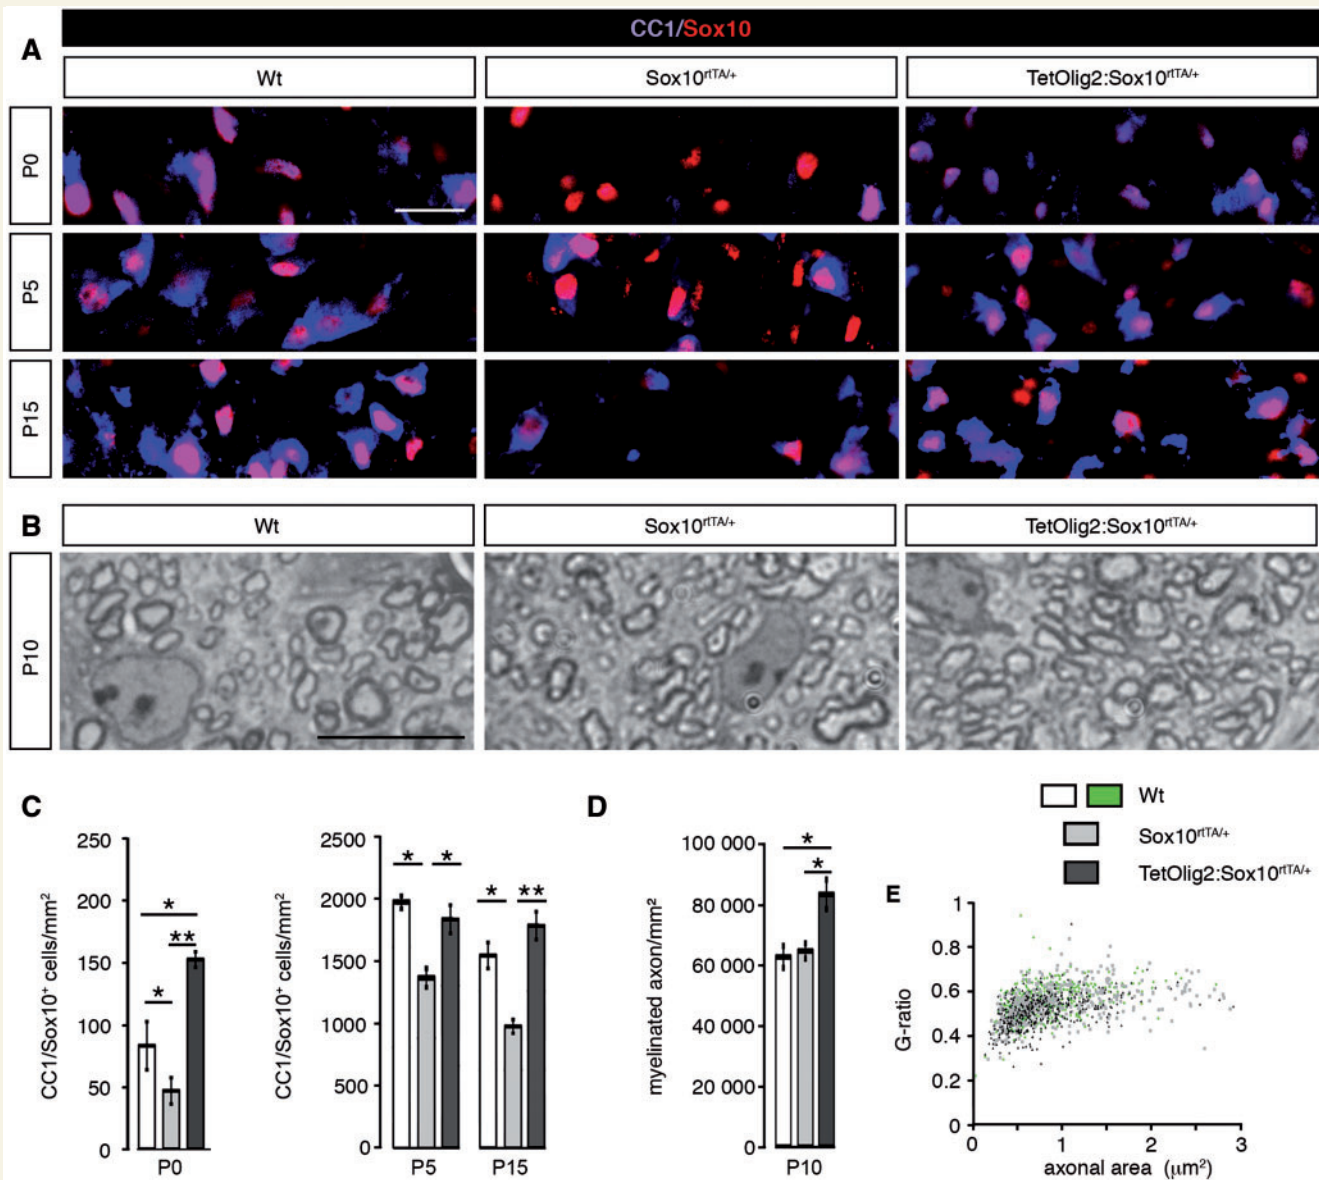 CC1/Sox10
A
Wt Sox10rtTA/+ TetOlig2:Sox10rtTA/+
P0
P5
P15
B
Wt Sox10rtTA/+ TetOlig2:Sox10rtTA/+
P10
C
CC1/Sox10+ cells/mm²
250
200
150
100
50
0
* ** *
P0
CC1/Sox10+ cells/mm²
2500
2000
1500
1000
500
0
* * * **
P5 P15
D
myelinated axon/mm²
100 000
80 000
60 000
40 000
20 000
0
* *
P10
Wt
Sox10rtTA/+
TetOlig2:Sox10rtTA/+
E
G-ratio
1
0.8
0.6
0.4
0.2
0
0 1 2 3
axonal area (μm²)